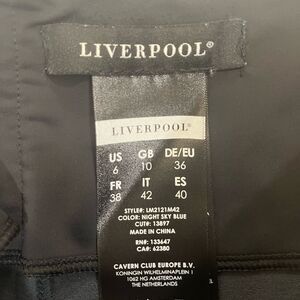 LIVERPOOL®
LIVERPOOL®
US GB DE/EU
6 10 36
FR IT ES
38 42 40
STYLE#: LM2121M42
COLOR: NIGHT SKY BLUE
CUT#: 13897
MADE IN CHINA
RN#: 133647
CA#: 62380
CAVERN CLUB EUROPE B.V.
KONINGIN WILHELMINAPLEIN 1
1062 HG AMSTERDAM
THE NETHERLANDS